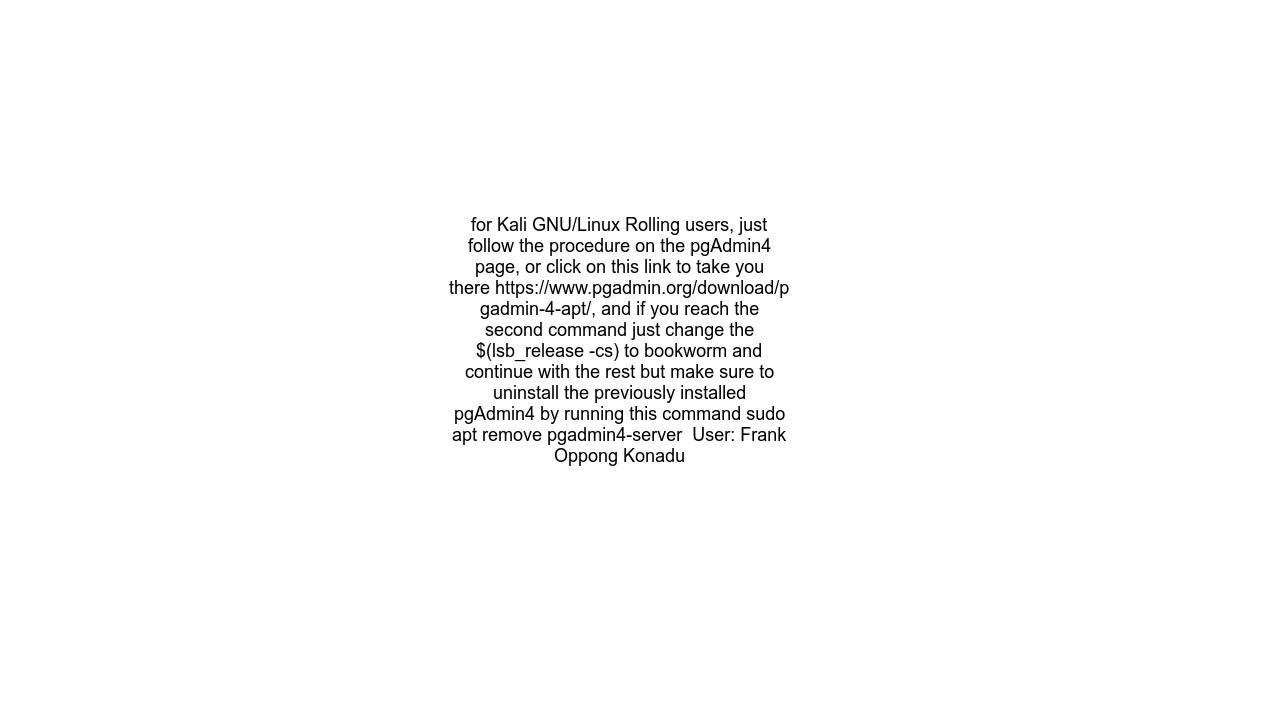 for Kali GNU/Linux Rolling users, just
follow the procedure on the pgAdmin4
page, or click on this link to take you
there https://www.pgadmin.org/download/p
gadmin-4-apt/, and if you reach the
second command just change the
$(lsb_release -cs) to bookworm and
continue with the rest but make sure to
uninstall the previously installed
pgAdmin4 by running this command sudo
apt remove pgadmin4-server  User: Frank
Oppong Konadu